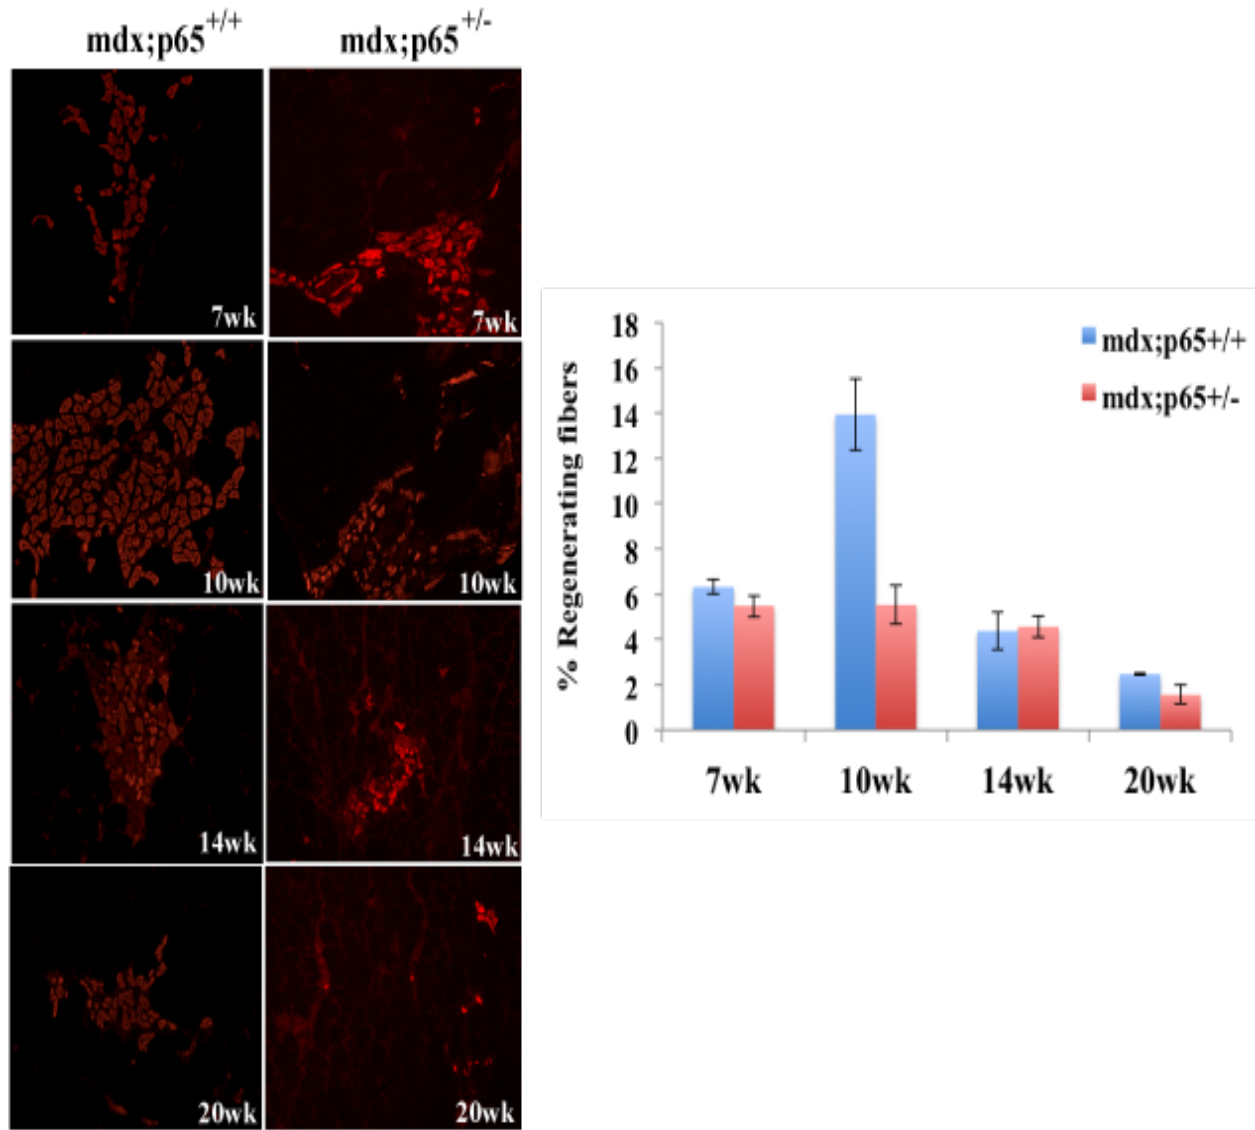 mdx;p65+/+ mdx;p65+/-
7wk 7wk
10wk 10wk
14wk 14wk
20wk 20wk
% Regenerating fibers
18
16
14
12
10
8
6
4
2
0
7wk 10wk 14wk 20wk
mdx;p65+/+
mdx;p65+/-